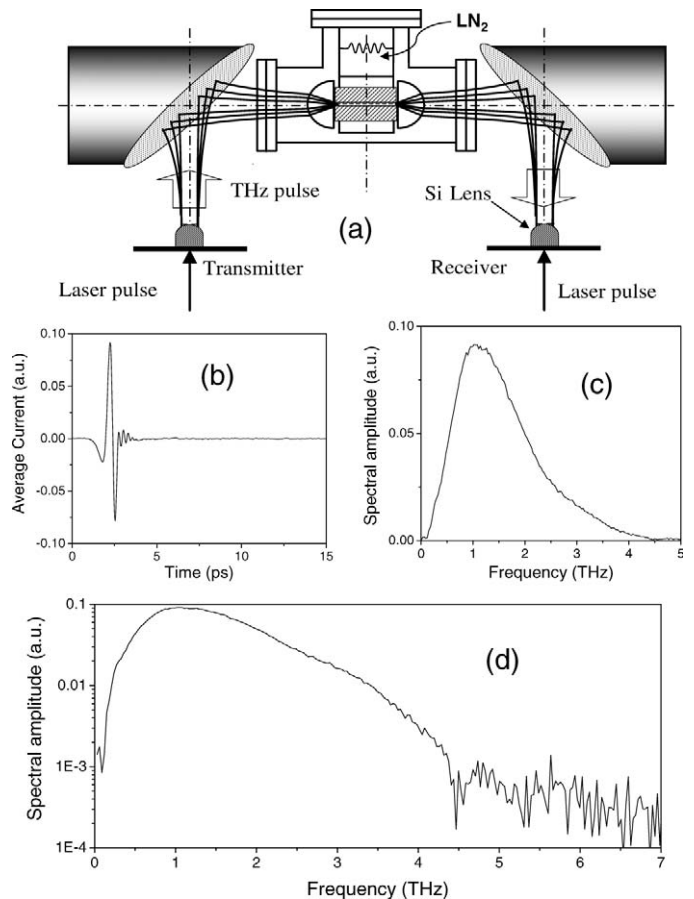 LN2
THz pulse
Si Lens
(a)
Transmitter
Receiver
Laser pulse
Laser pulse
(b)
Average Current (a.u.)
0.10
0.05
0.00
-0.05
-0.10
0 5 10 15
Time (ps)
(c)
Spectral amplitude (a.u.)
0.10
0.05
0.00
0 1 2 3 4 5
Frequency (THz)
(d)
Spectral amplitude (a.u.)
0.1
0.01
1E-3
1E-4
0 1 2 3 4 5 6 7
Frequency (THz)